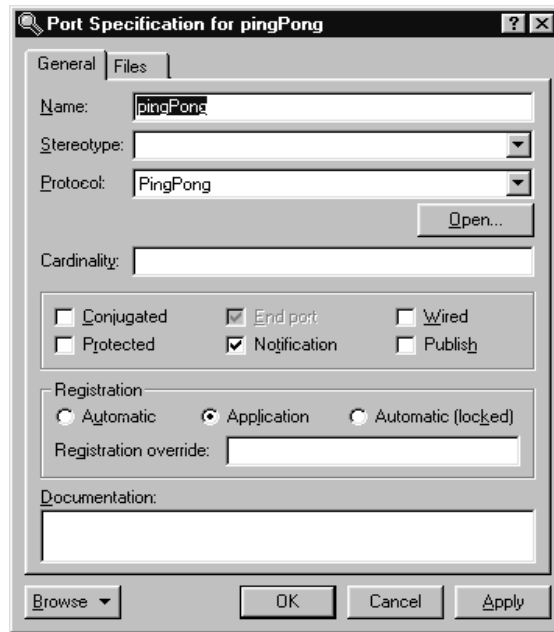 Port Specification for pingPong
General Files
Name: pingPong
Stereotype:
Protocol: PingPong
Open...
Cardinality:
Conjugated End port Wired
Protected Notification Publish
Registration
Automatic Application Automatic (locked)
Registration override:
Documentation:
Browse OK Cancel Apply